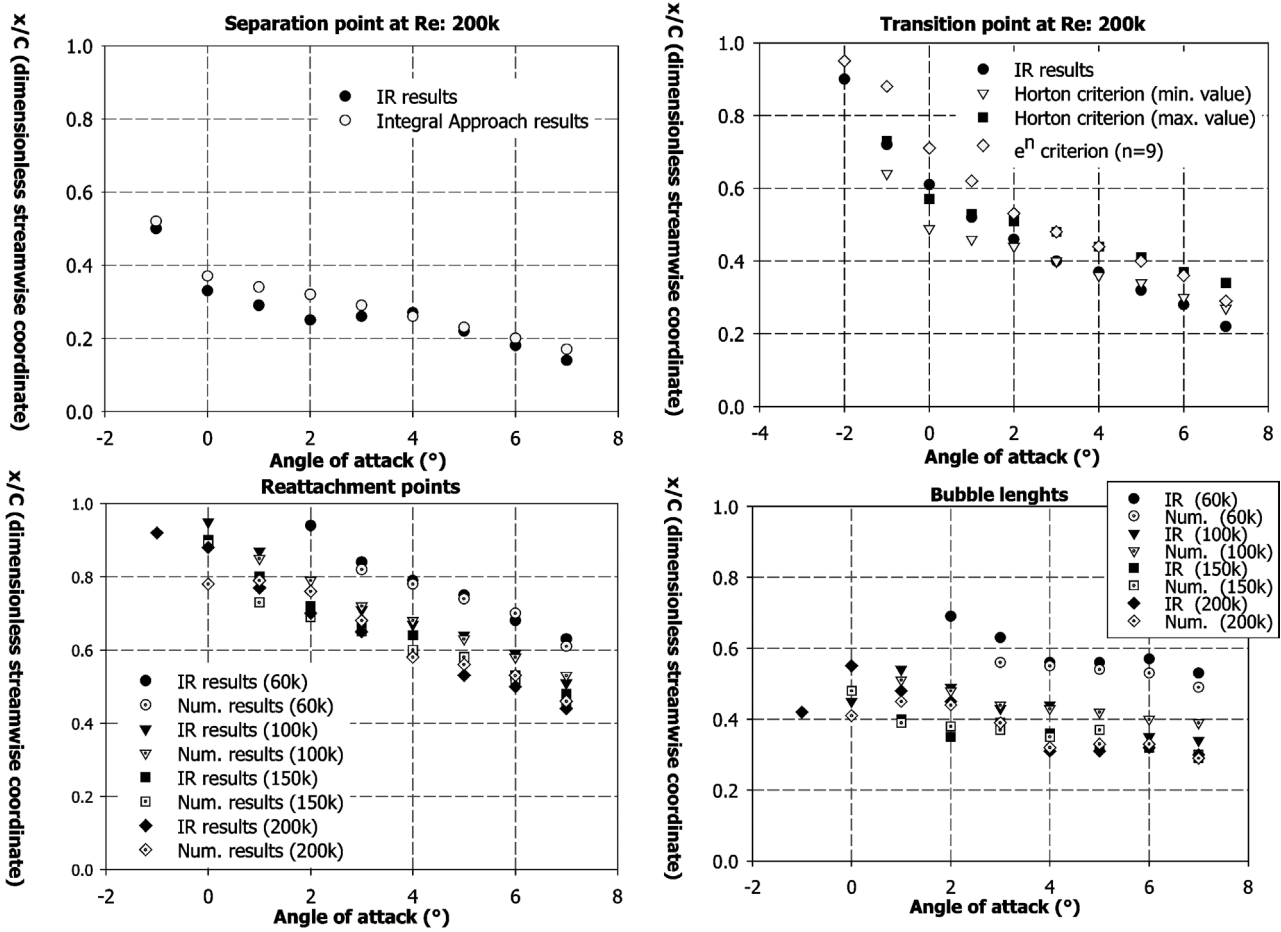 Separation point at Re: 200k
x/C (dimensionless streamwise coordinate)
1.0
0.8
0.6
0.4
0.2
0.0
IR results
Integral Approach results
-2 0 2 4 6 8
Angle of attack (°)
Transition point at Re: 200k
x/C (dimensionless streamwise coordinate)
1.0
0.8
0.6
0.4
0.2
0.0
IR results
Horton criterion (min. value)
Horton criterion (max. value)
e^n criterion (n=9)
-4 -2 0 2 4 6 8
Angle of attack (°)
Reattachment points
x/C (dimensionless streamwise coordinate)
1.0
0.8
0.6
0.4
0.2
0.0
IR results (60k)
Num. results (60k)
IR results (100k)
Num. results (100k)
IR results (150k)
Num. results (150k)
IR results (200k)
Num. results (200k)
-2 0 2 4 6 8
Angle of attack (°)
Bubble lenghts
x/C (dimensionless streamwise coordinate)
1.0
0.8
0.6
0.4
0.2
0.0
IR (60k)
Num. (60k)
IR (100k)
Num. (100k)
IR (150k)
Num. (150k)
IR (200k)
Num. (200k)
-2 0 2 4 6 8
Angle of attack (°)